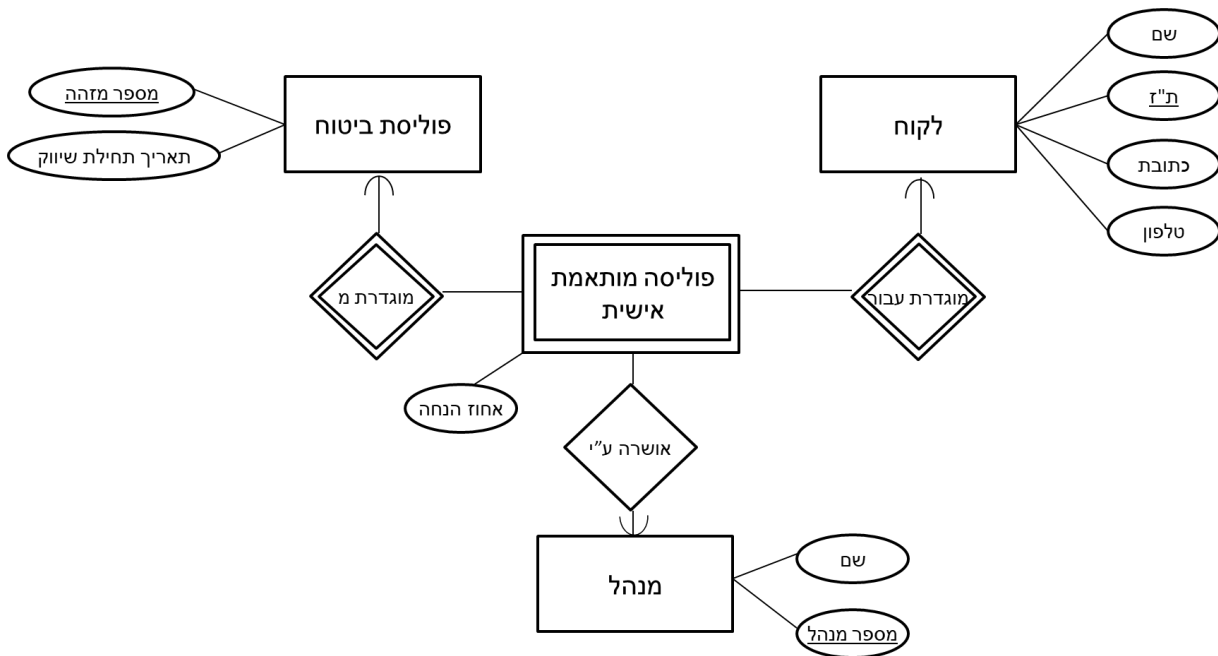 שם
מספר מזהה
ת"ז
פוליסת ביטוח
לקוח
תאריך תחילת שיווק
כתובת
טלפון
פוליסה מותאמת
אישית
מוגדרת מ
מוגדרת עבור
אחוז הנחה
אושרה ע״י
שם
מנהל
מספר מנהל